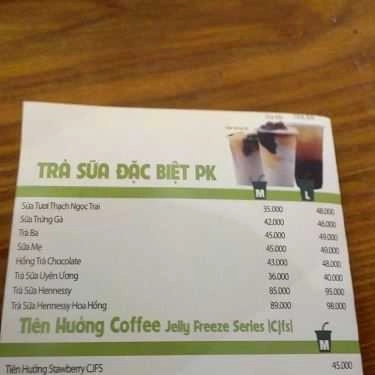 TRÀ SỮA ĐẶC BIỆT PK
M L
Sữa Tươi Thạch Ngọc Trai 35.000 48.000
Sữa Trứng Gà 42.000 46.000
Trà Ba 45.000 49.000
Sữa Mẹ 45.000 49.000
Hồng Trà Chocolate 43.000 48.000
Trà Sữa Uyên Ương 36.000 40.000
Trà Sữa Hennessy 85.000 95.000
Trà Sữa Hennessy Hoa Hồng 89.000 98.000
Tiên Hưởng Coffee Jelly Freeze Series (Cjfs)
M
Tiên Hưởng Stawberry CJFS 45.000